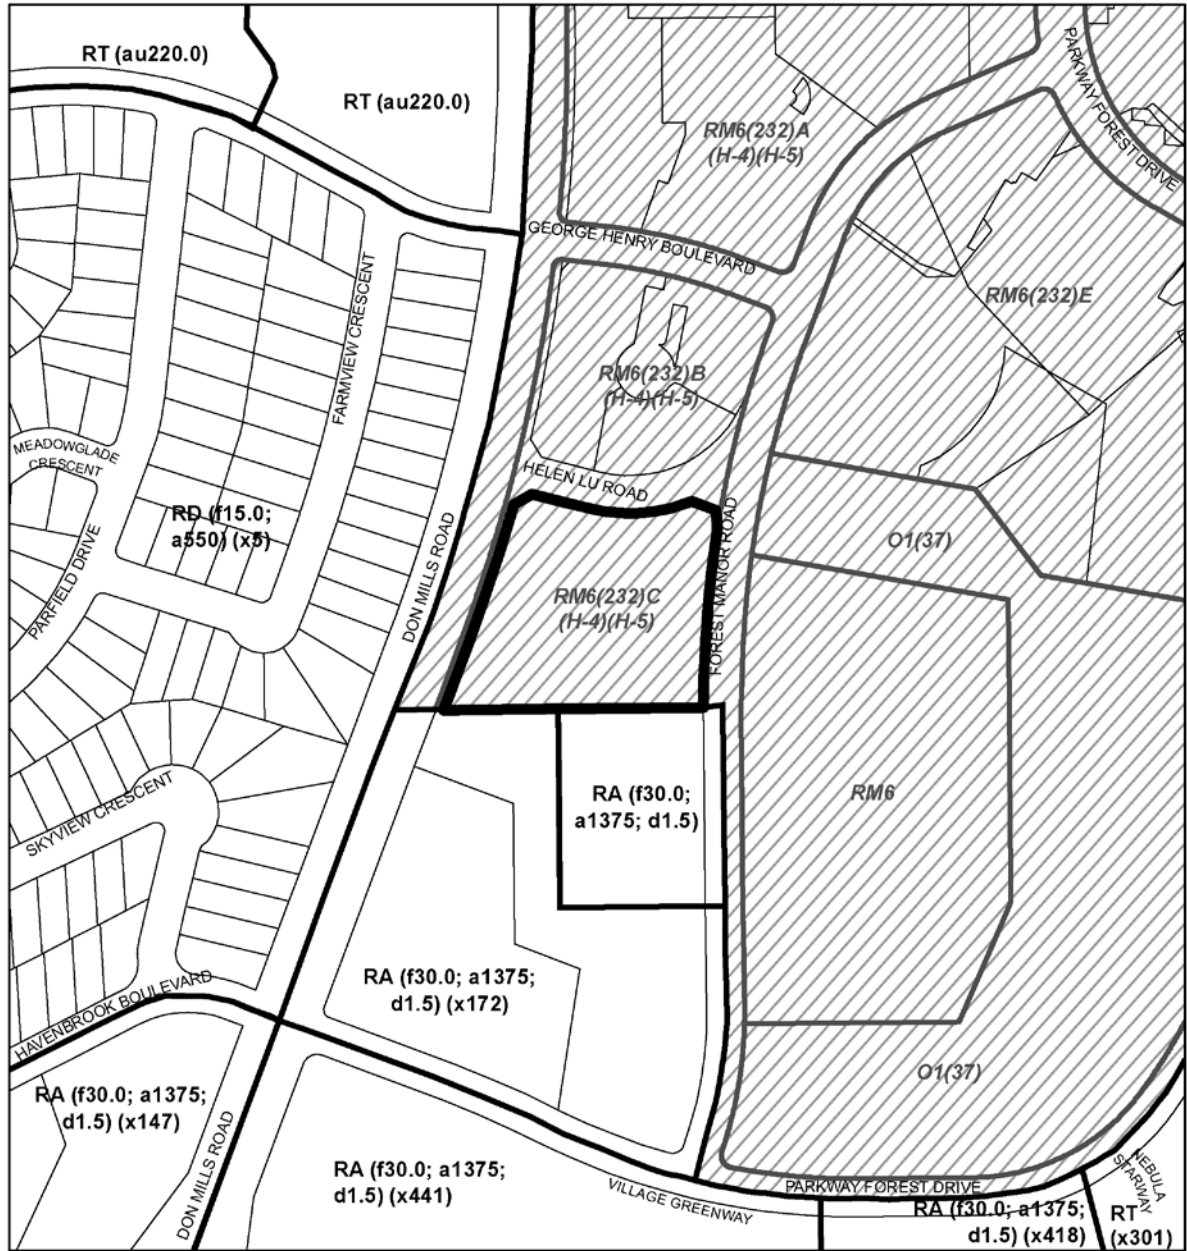 RT (au220.0)
RT (au220.0)
PARKWAY FOREST DRIVE
RM6(232)A
(H-4)(H-5)
GEORGE HENRY BOULEVARD
RM6(232)E
FARMVIEW CRESCENT
RM6(232)B
(H-4)(H-5)
MEADOWGLADE
CRESCENT
HELEN LU ROAD
RD (f15.0;
a550) (x5)
DON MILLS ROAD
FOREST MANOR ROAD
O1(37)
PARFIELD DRIVE
RM6(232)C
(H-4)(H-5)
SKYVIEW CRESCENT
RA (f30.0;
a1375; d1.5)
RM6
RA (f30.0; a1375;
d1.5) (x172)
HAVENBROOK BOULEVARD
O1(37)
RA (f30.0; a1375;
d1.5) (x147)
DON MILLS ROAD
RA (f30.0; a1375;
d1.5) (x441)
VILLAGE GREENWAY
PARKWAY FOREST DRIVE
NEBULA
STARWAY
RA (f30.0; a1375;
d1.5) (x418)
RT
(x301)